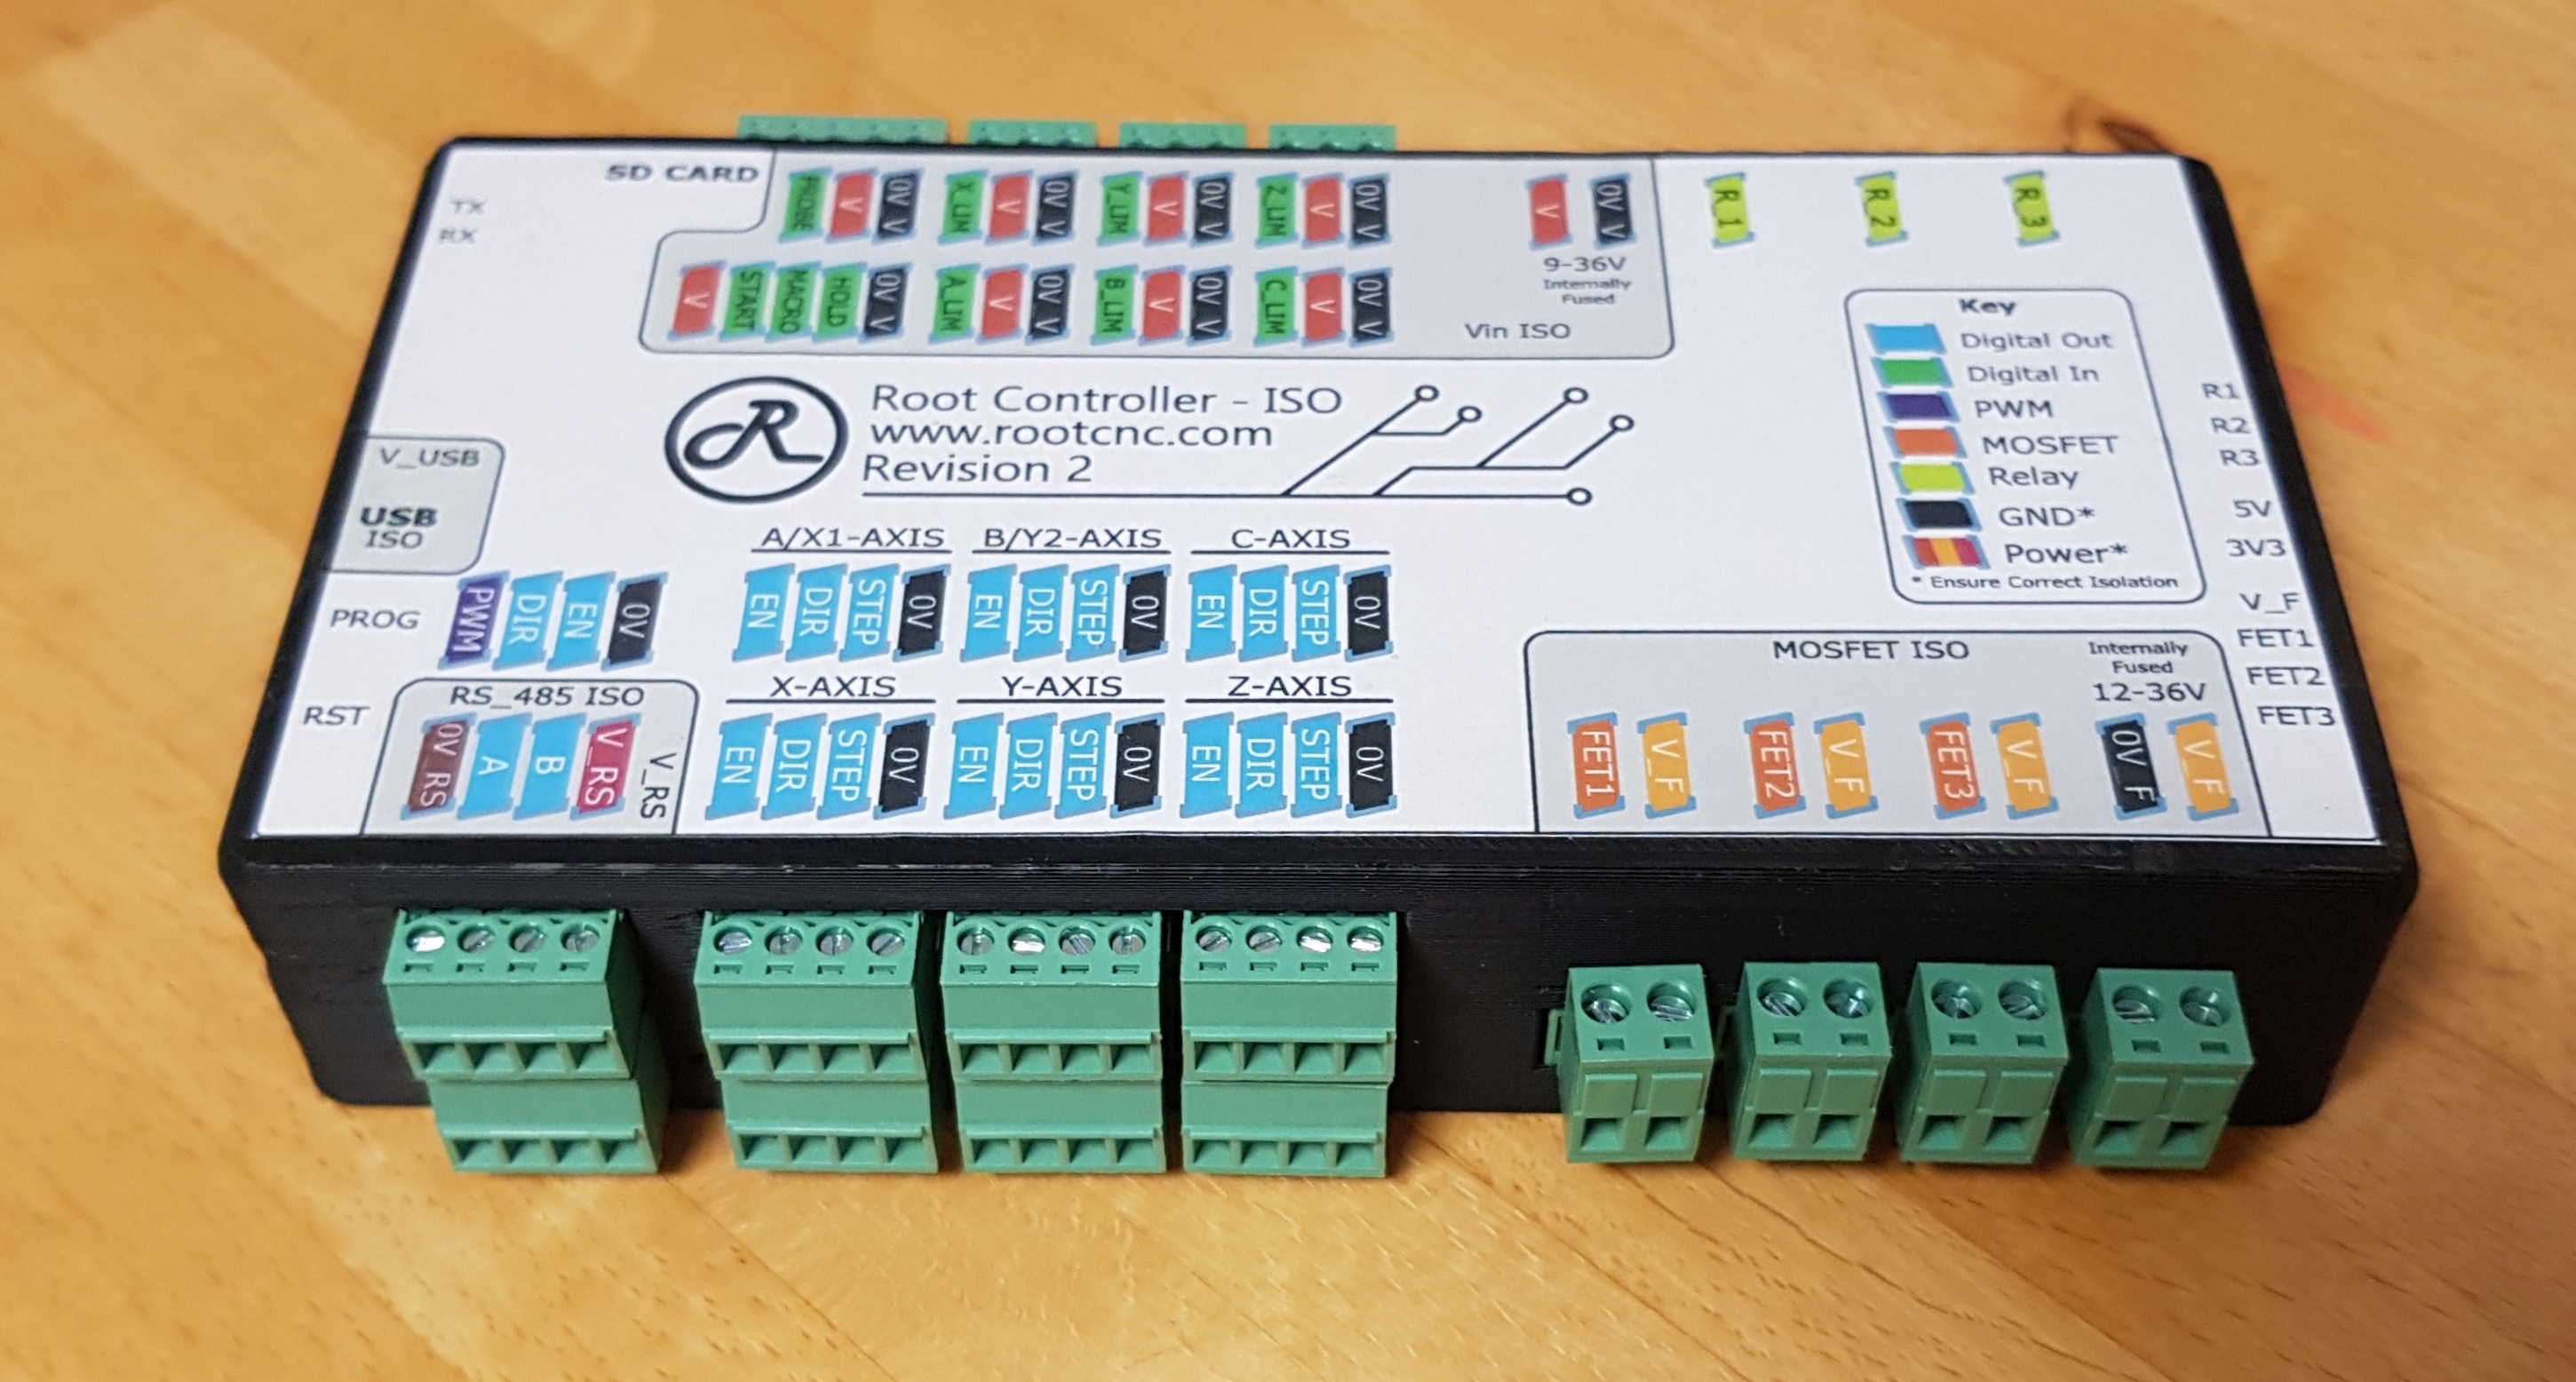 SD CARD
TX
RX
PROBE V 0V_V X_LIM V 0V_V Y_LIM V 0V_V Z_LIM V 0V_V
V START MACRO HOLD 0V_V A_LIM V 0V_V B_LIM V 0V_V C_LIM V 0V_V
V 0V_V
9-36V
Internally
Fused
Vin ISO
R_1 R_2 R_3
Key
Digital Out
Digital In
PWM
MOSFET
Relay
GND*
Power*
* Ensure Correct Isolation
R1
R2
R3
5V
3V3
V_F
FET1
FET2
FET3
R
Root Controller - ISO
www.rootcnc.com
Revision 2
V_USB
USB
ISO
PROG
RST
PWM DIR EN 0V
RS_485 ISO
0V_RS A B V_RS V_RS
A/X1-AXIS B/Y2-AXIS C-AXIS
EN DIR STEP 0V EN DIR STEP 0V EN DIR STEP 0V
X-AXIS Y-AXIS Z-AXIS
EN DIR STEP 0V EN DIR STEP 0V EN DIR STEP 0V
MOSFET ISO
Internally
Fused
12-36V
FET1 V_F FET2 V_F FET3 V_F 0V_F V_F